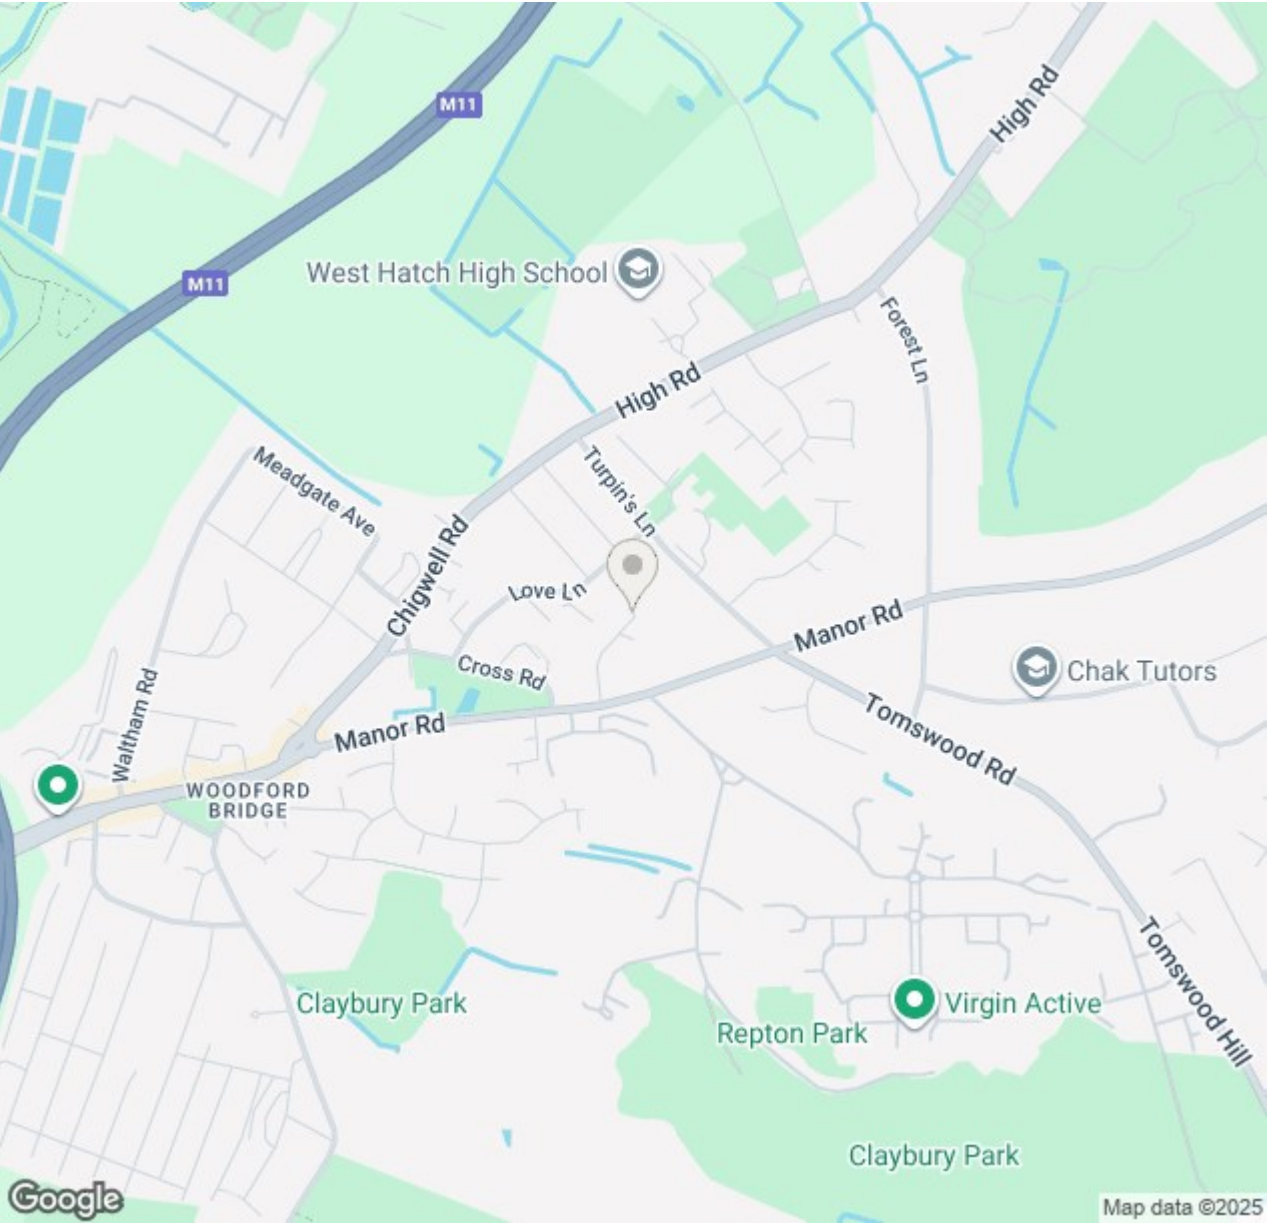 High Rd
M11
West Hatch High School
M11
Forest Ln
High Rd
Meadgate Ave
Turpin's Ln
Chigwell Rd
Love Ln
Manor Rd
Cross Rd
Chak Tutors
Waltham Rd
Manor Rd
Tomswood Rd
WOODFORD
BRIDGE
Tomswood Hill
Claybury Park
Virgin Active
Repton Park
Claybury Park
Google
Map data ©2025